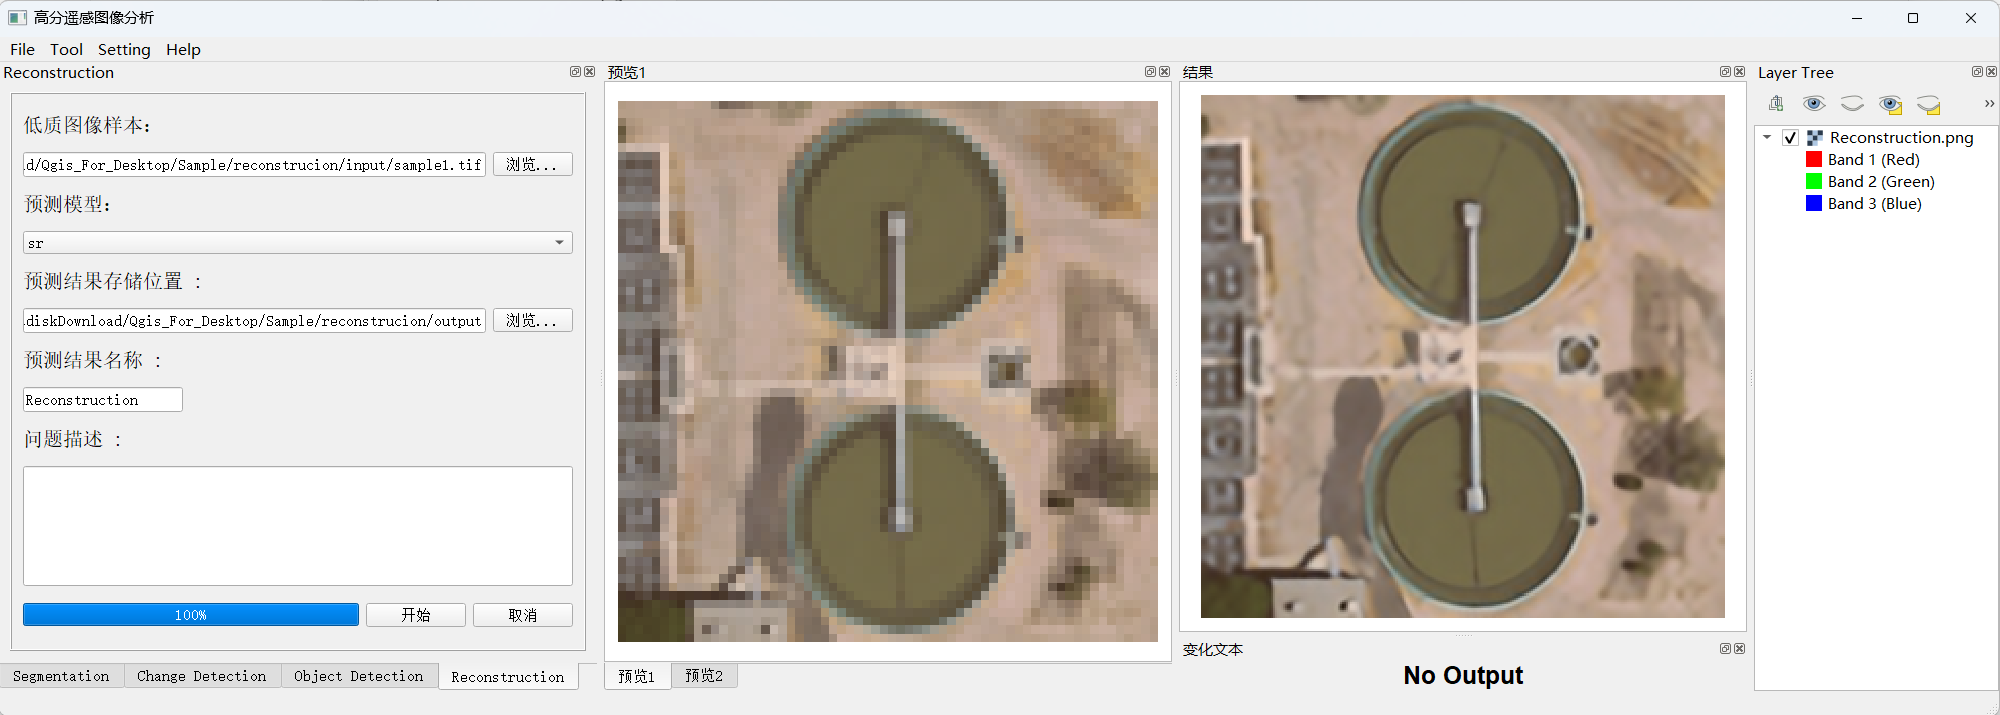 高分遥感图像分析
File Tool Setting Help
Reconstruction
低质图像样本：
d/Qgis_For_Desktop/Sample/reconstrucion/input/sample1.tif 浏览...
预测模型：
sr
预测结果存储位置 ：
diskDownload/Qgis_For_Desktop/Sample/reconstrucion/output 浏览...
预测结果名称 ：
Reconstruction
问题描述 ：
100% 开始 取消
Segmentation Change Detection Object Detection Reconstruction
预览1
预览1 预览2
结果
变化文本
No Output
Layer Tree
»
Reconstruction.png
Band 1 (Red)
Band 2 (Green)
Band 3 (Blue)